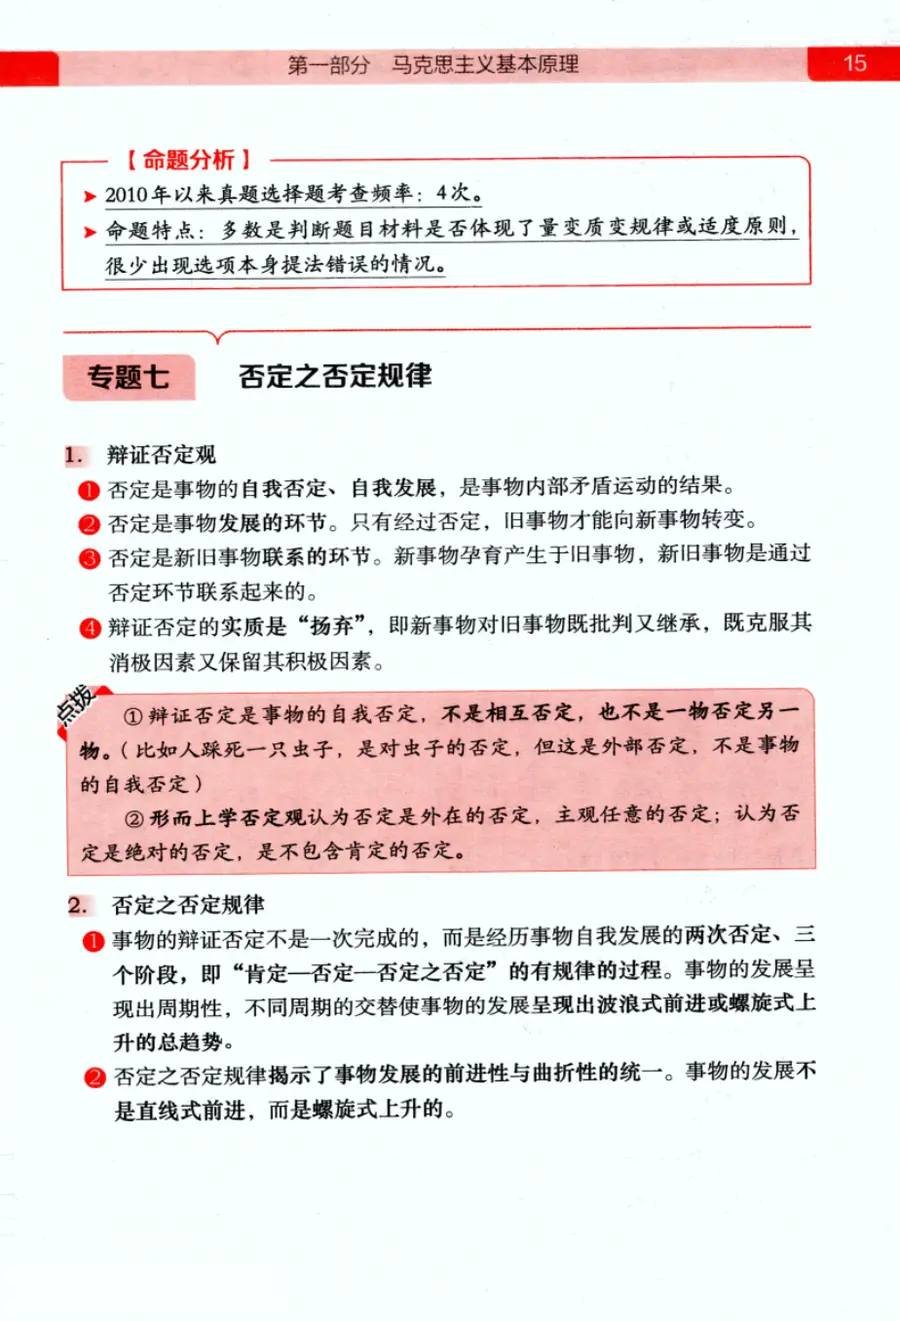 第一部分 马克思主义基本原理 15
【命题分析】
➤ 2010年以来真题选择题考查频率：4次。
➤ 命题特点：多数是判断题目材料是否体现了量变质变规律或适度原则，
很少出现选项本身提法错误的情况。
专题七 否定之否定规律
1. 辩证否定观
❶ 否定是事物的自我否定、自我发展，是事物内部矛盾运动的结果。
❷ 否定是事物发展的环节。只有经过否定，旧事物才能向新事物转变。
❸ 否定是新旧事物联系的环节。新事物孕育产生于旧事物，新旧事物是通过
否定环节联系起来的。
❹ 辩证否定的实质是“扬弃”，即新事物对旧事物既批判又继承，既克服其
消极因素又保留其积极因素。
点拨
①辩证否定是事物的自我否定，不是相互否定，也不是一物否定另一
物。（比如人踩死一只虫子，是对虫子的否定，但这是外部否定，不是事物
的自我否定）
②形而上学否定观认为否定是外在的否定，主观任意的否定；认为否
定是绝对的否定，是不包含肯定的否定。
2. 否定之否定规律
❶ 事物的辩证否定不是一次完成的，而是经历事物自我发展的两次否定、三
个阶段，即“肯定—否定—否定之否定”的有规律的过程。事物的发展呈
现出周期性，不同周期的交替使事物的发展呈现出波浪式前进或螺旋式上
升的总趋势。
❷ 否定之否定规律揭示了事物发展的前进性与曲折性的统一。事物的发展不
是直线式前进，而是螺旋式上升的。